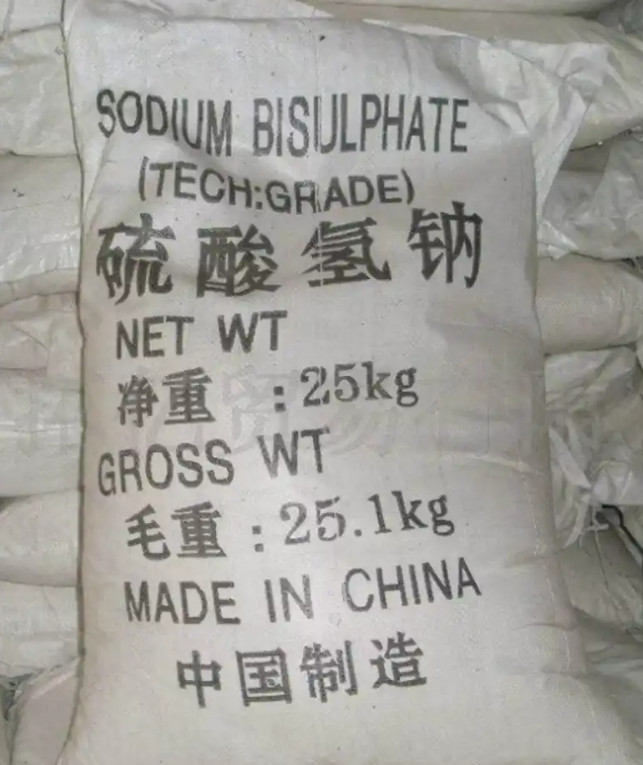 SODIUM BISULPHATE
(TECH:GRADE)
硫酸氢钠
NET WT
净重 :25kg
GROSS WT
毛重:25.1kg
MADE IN CHINA
中国制造